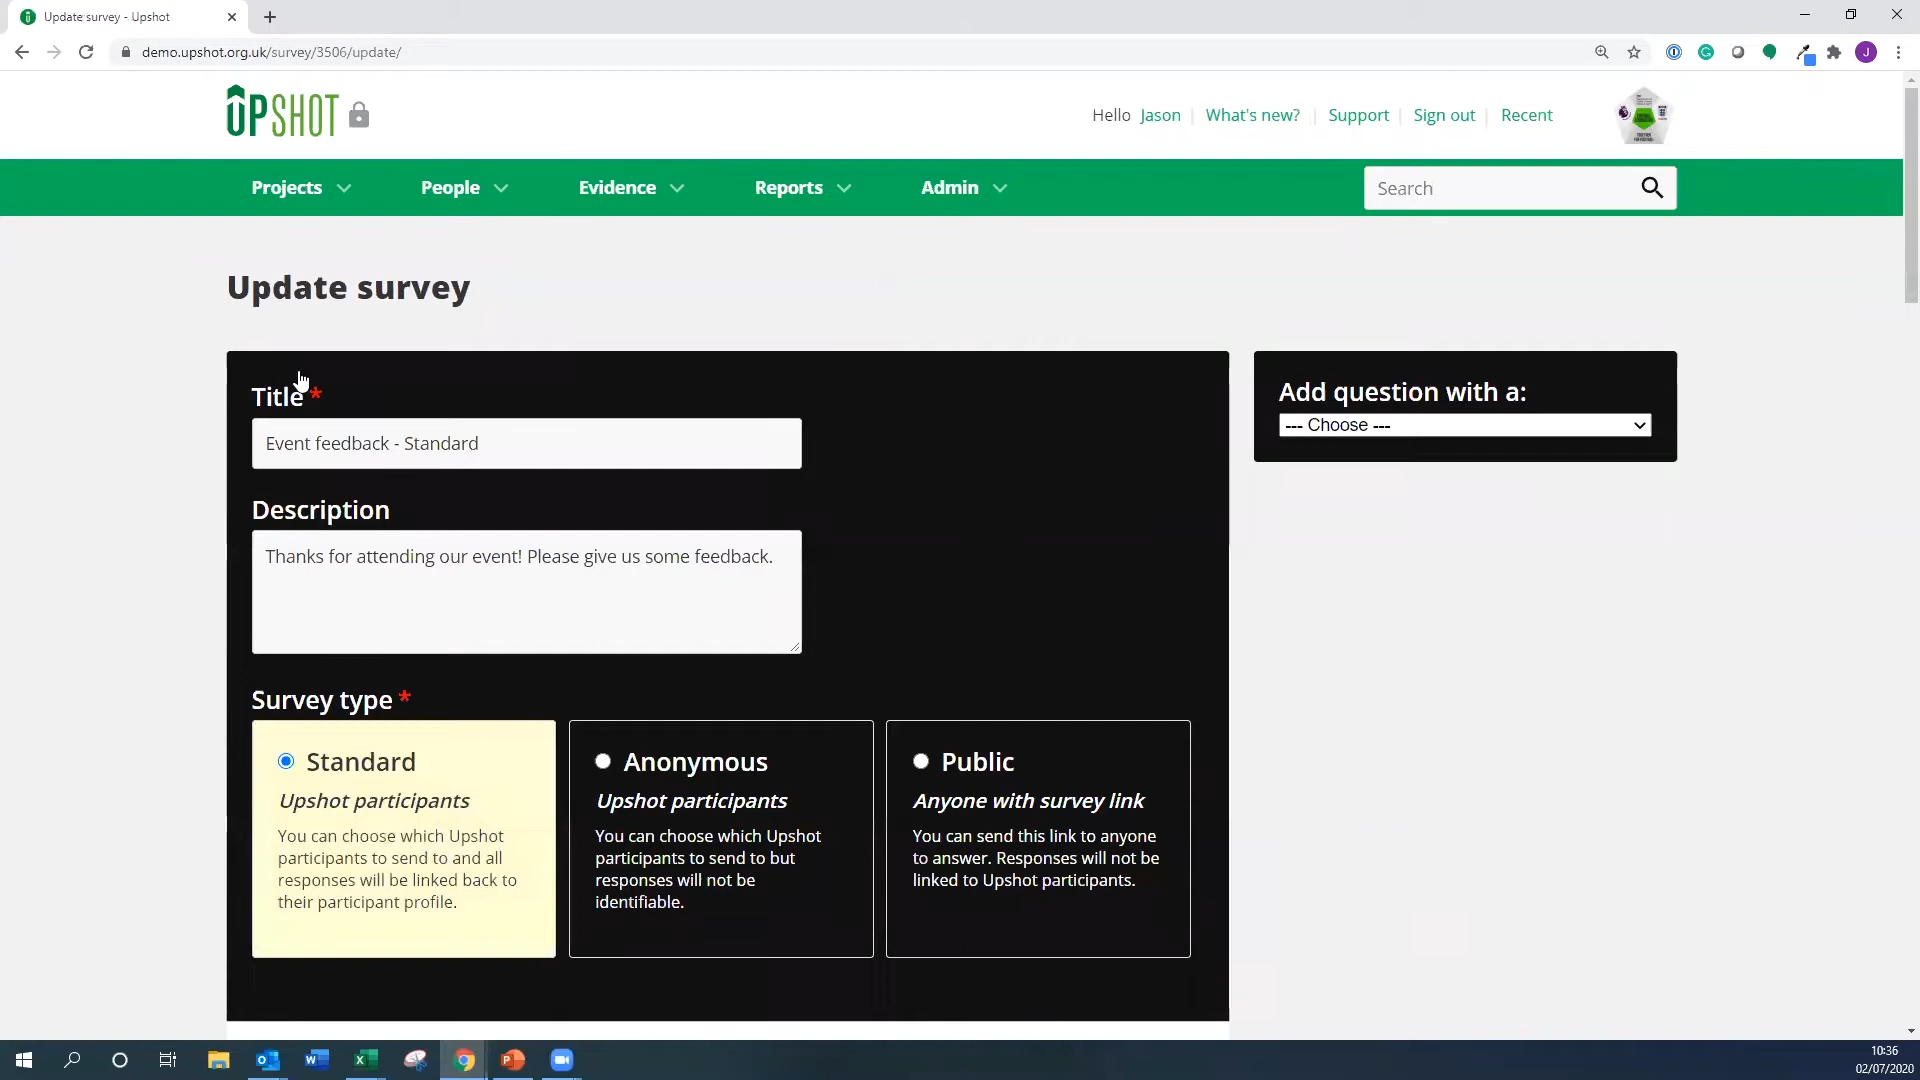 Update survey - Upshot
demo.upshot.org.uk/survey/3506/update/
J
UPSHOT
Hello Jason What's new? Support Sign out Recent
Projects People Evidence Reports Admin Search
Update survey
Title *
Event feedback - Standard
Description
Thanks for attending our event! Please give us some feedback.
Survey type *
Standard
Upshot participants
You can choose which Upshot
participants to send to and all
responses will be linked back to
their participant profile.
Anonymous
Upshot participants
You can choose which Upshot
participants to send to but
responses will not be
identifiable.
Public
Anyone with survey link
You can send this link to anyone
to answer. Responses will not be
linked to Upshot participants.
Add question with a:
--- Choose ---
10:36
02/07/2020